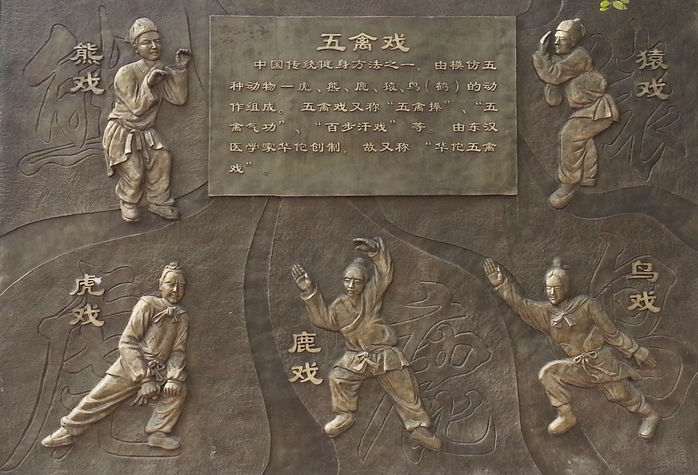 熊戏
五禽戏
中国传统健身方法之一，由模仿五
种动物—虎、熊、鹿、猿、鸟（鹤）的动
作组成。五禽戏又称“五禽操”、“五
禽气功”、“百步汗戏”等。由东汉
医学家华佗创制，故又称“华佗五禽
戏”。
猿戏
虎戏
鹿戏
鸟戏